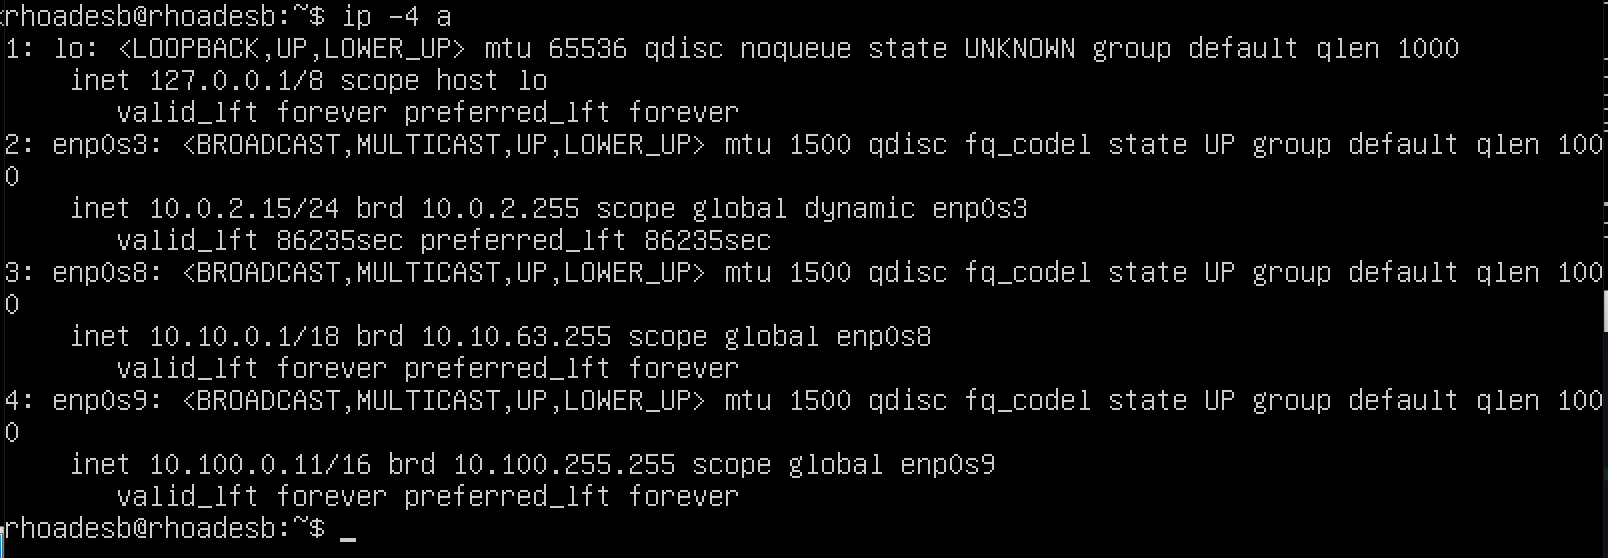 rhoadesb@rhoadesb:~$ ip -4 a
1: lo: <LOOPBACK,UP,LOWER_UP> mtu 65536 qdisc noqueue state UNKNOWN group default qlen 1000
    inet 127.0.0.1/8 scope host lo
       valid_lft forever preferred_lft forever
2: enp0s3: <BROADCAST,MULTICAST,UP,LOWER_UP> mtu 1500 qdisc fq_codel state UP group default qlen 100
0
    inet 10.0.2.15/24 brd 10.0.2.255 scope global dynamic enp0s3
       valid_lft 86235sec preferred_lft 86235sec
3: enp0s8: <BROADCAST,MULTICAST,UP,LOWER_UP> mtu 1500 qdisc fq_codel state UP group default qlen 100
0
    inet 10.10.0.1/18 brd 10.10.63.255 scope global enp0s8
       valid_lft forever preferred_lft forever
4: enp0s9: <BROADCAST,MULTICAST,UP,LOWER_UP> mtu 1500 qdisc fq_codel state UP group default qlen 100
0
    inet 10.100.0.11/16 brd 10.100.255.255 scope global enp0s9
       valid_lft forever preferred_lft forever
rhoadesb@rhoadesb:~$ _